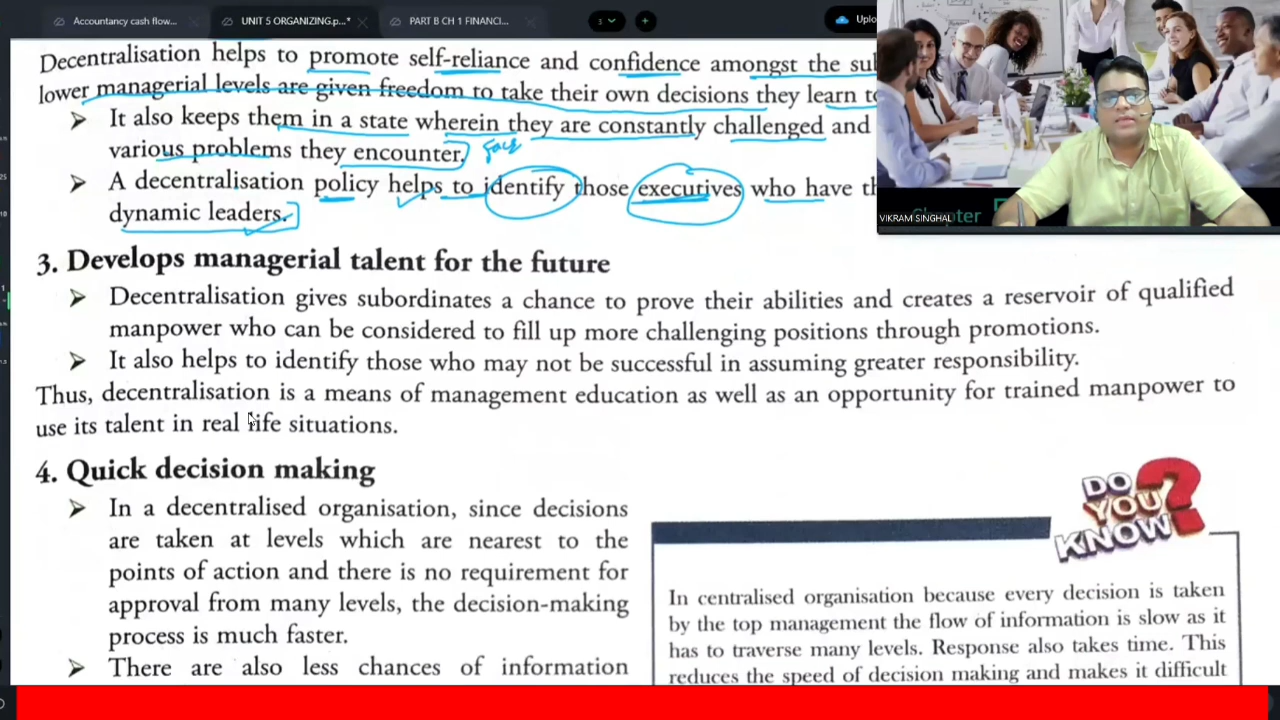 Accountancy cash flow...
UNIT 5 ORGANIZING.p...*
PART B CH 1 FINANCI...
3
Decentralisation helps to promote self-reliance and confidence amongst the
lower managerial levels are given freedom to take their own decisions they learn
It also keeps them in a state wherein they are constantly challenged and
various problems they encounter.
A decentralisation policy helps to identify those executives who have
dynamic leaders.
VIKRAM SINGHAL
3. Develops managerial talent for the future
➤ Decentralisation gives subordinates a chance to prove their abilities and creates a reservoir of qualified
manpower who can be considered to fill up more challenging positions through promotions.
➤ It also helps to identify those who may not be successful in assuming greater responsibility.
Thus, decentralisation is a means of management education as well as an opportunity for trained manpower to
use its talent in real life situations.
4. Quick decision making
➤ In a decentralised organisation, since decisions
are taken at levels which are nearest to the
points of action and there is no requirement for
approval from many levels, the decision-making
process is much faster.
➤ There are also less chances of information
DO
YOU
KNOW?
In centralised organisation because every decision is taken
by the top management the flow of information is slow as it
has to traverse many levels. Response also takes time. This
reduces the speed of decision making and makes it difficult